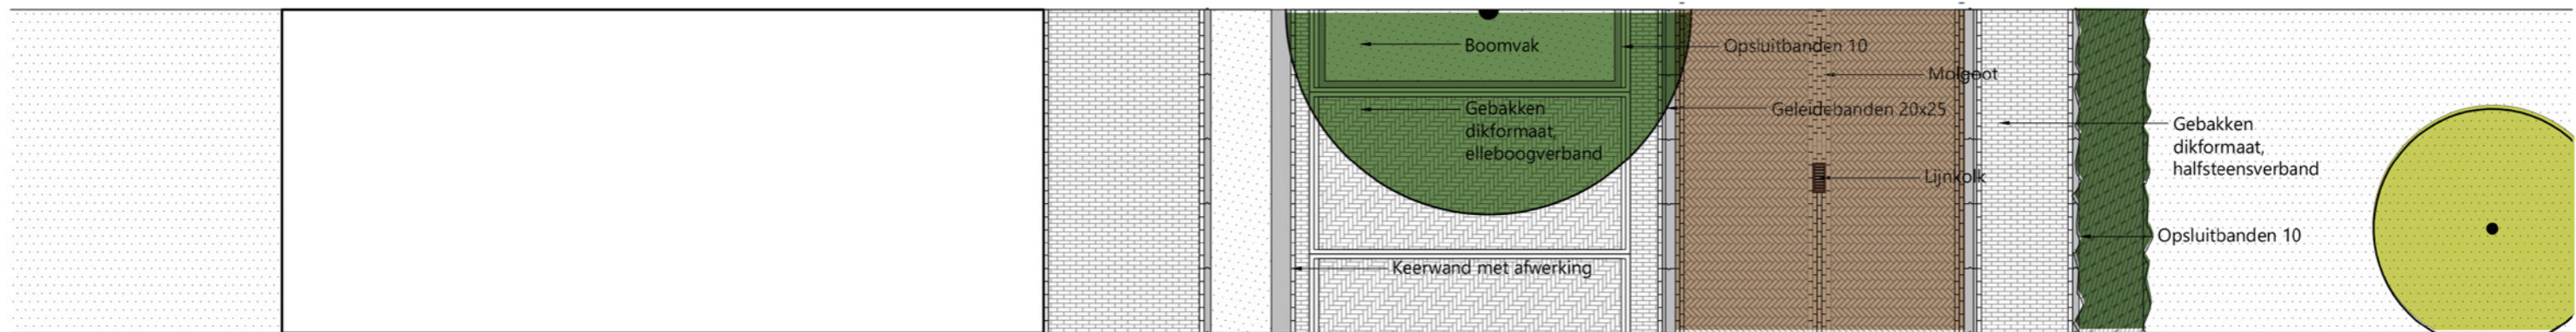 Boomvak
Opsluitbanden 10
Molgoot
Gebakken
dikformaat,
elleboogverband
Geleidebanden 20x25
Gebakken
dikformaat,
halfsteensverband
Lijnkolk
Opsluitbanden 10
Keerwand met afwerking